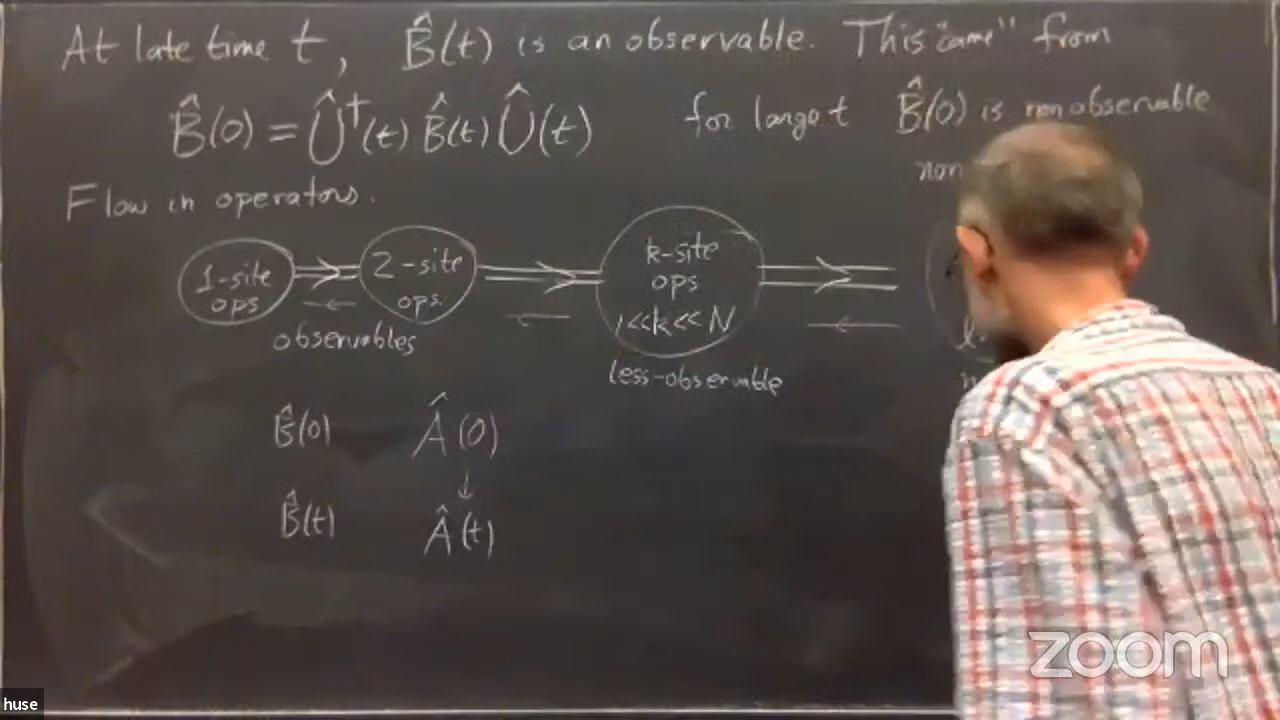 At late time t, B̂(t) is an observable. This "came" from
B̂(0) = Û†(t) B̂(t) Û(t) for large t B̂(0) is nonobservable
non
Flow in operators.
1-site ops 2-site ops. k-site ops 1<<k<<N
observables less-observable
B̂(0) Â(0)
↓
B̂(t) Â(t)
zoom
huse